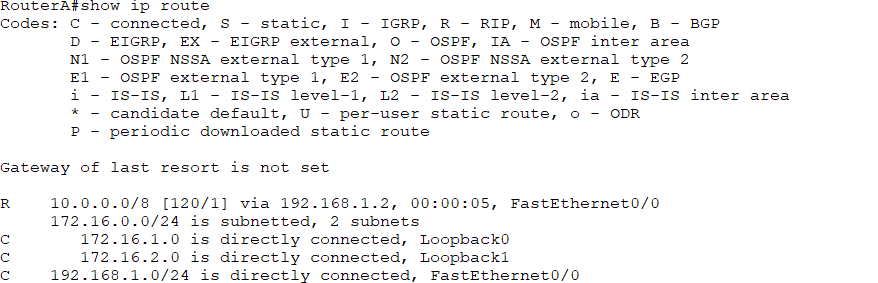 RouterA#show ip route
Codes: C - connected, S - static, I - IGRP, R - RIP, M - mobile, B - BGP
       D - EIGRP, EX - EIGRP external, O - OSPF, IA - OSPF inter area
       N1 - OSPF NSSA external type 1, N2 - OSPF NSSA external type 2
       E1 - OSPF external type 1, E2 - OSPF external type 2, E - EGP
       i - IS-IS, L1 - IS-IS level-1, L2 - IS-IS level-2, ia - IS-IS inter area
       * - candidate default, U - per-user static route, o - ODR
       P - periodic downloaded static route

Gateway of last resort is not set

R    10.0.0.0/8 [120/1] via 192.168.1.2, 00:00:05, FastEthernet0/0
     172.16.0.0/24 is subnetted, 2 subnets
C       172.16.1.0 is directly connected, Loopback0
C       172.16.2.0 is directly connected, Loopback1
C    192.168.1.0/24 is directly connected, FastEthernet0/0